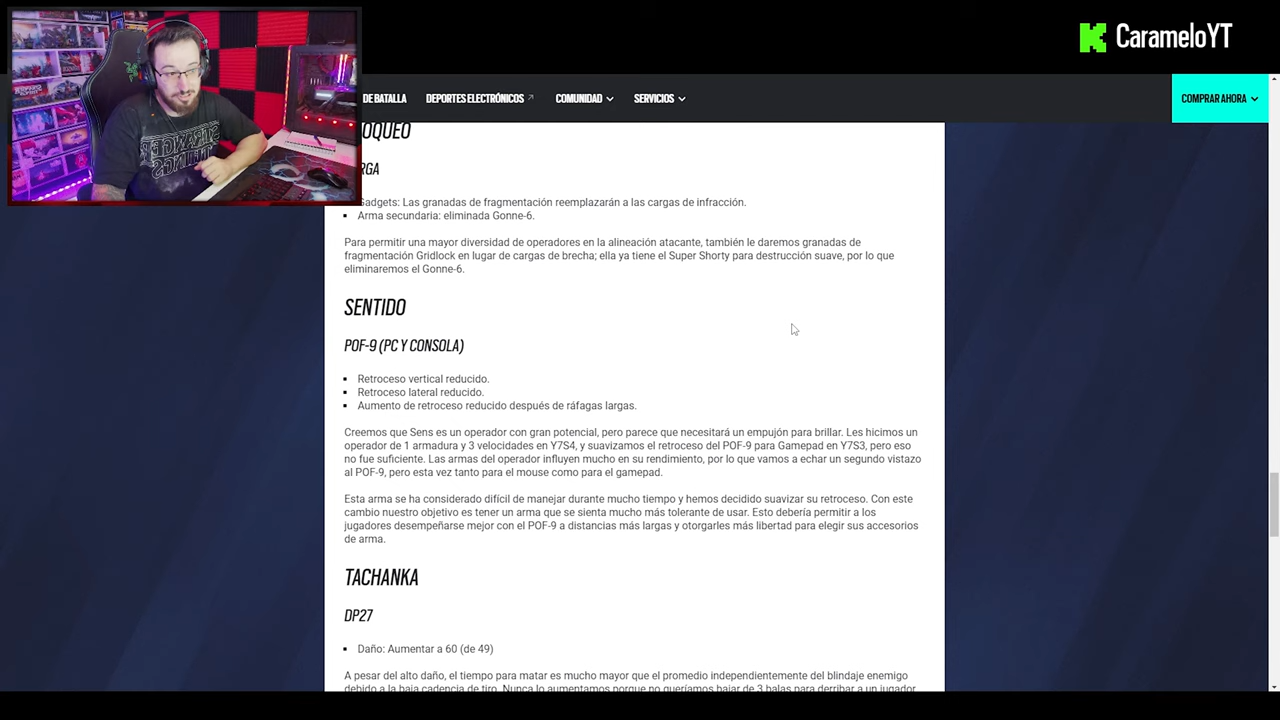 CarameloYT
DE BATALLA
DEPORTES ELECTRÓNICOS
COMUNIDAD
SERVICIOS
COMPRAR AHORA
OQUEO
RGA
Gadgets: Las granadas de fragmentación reemplazarán a las cargas de infracción.
Arma secundaria: eliminada Gonne-6.
Para permitir una mayor diversidad de operadores en la alineación atacante, también le daremos granadas de
fragmentación Gridlock en lugar de cargas de brecha; ella ya tiene el Super Shorty para destrucción suave, por lo que
eliminaremos el Gonne-6.
SENTIDO
POF-9 (PC Y CONSOLA)
Retroceso vertical reducido.
Retroceso lateral reducido.
Aumento de retroceso reducido después de ráfagas largas.
Creemos que Sens es un operador con gran potencial, pero parece que necesitará un empujón para brillar. Les hicimos un
operador de 1 armadura y 3 velocidades en Y7S4, y suavizamos el retroceso del POF-9 para Gamepad en Y7S3, pero eso
no fue suficiente. Las armas del operador influyen mucho en su rendimiento, por lo que vamos a echar un segundo vistazo
al POF-9, pero esta vez tanto para el mouse como para el gamepad.
Esta arma se ha considerado difícil de manejar durante mucho tiempo y hemos decidido suavizar su retroceso. Con este
cambio nuestro objetivo es tener un arma que se sienta mucho más tolerante de usar. Esto debería permitir a los
jugadores desempeñarse mejor con el POF-9 a distancias más largas y otorgarles más libertad para elegir sus accesorios
de arma.
TACHANKA
DP27
Daño: Aumentar a 60 (de 49)
A pesar del alto daño, el tiempo para matar es mucho mayor que el promedio independientemente del blindaje enemigo
debido a la baja cadencia de tiro. Nunca lo aumentamos porque no queríamos bajar de 3 balas para derribar a un jugador